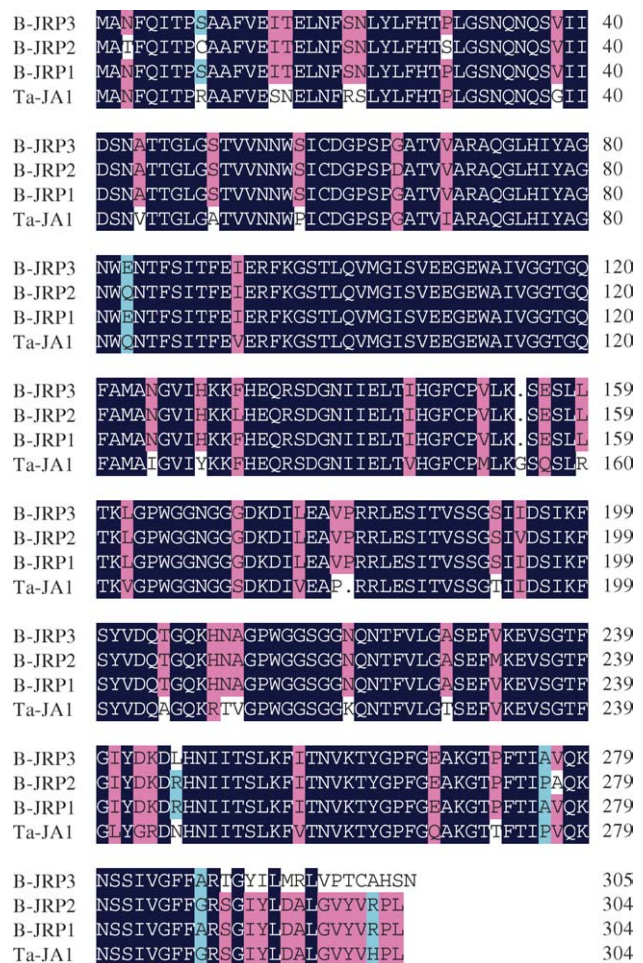 B-JRP3 MANFQITPSAAFVEITELNFSNLYLFHTPLGSNQNQSVII 40
B-JRP2 MATFQITPCAAFVEITELNFSNLYLFHTSLGSNQNQSVII 40
B-JRP1 MANFQITPSAAFVEITELNFSNLYLFHTPLGSNQNQSVII 40
Ta-JA1 MANFQITPRAAFVESNELNFRSLYLFHTPLGSNQNQSGII 40
B-JRP3 DSNATTGLGSTVVNNWSICDGPSPGATVVARAQGLHIYAG 80
B-JRP2 DSNATTGLGSTVVNNWSICDGPSPDATVVARAQGLHIYAG 80
B-JRP1 DSNATTGLGSTVVNNWSICDGPSPGATVVARAQGLHIYAG 80
Ta-JA1 DSNVTTGLGATVVNNWPICDGPSPGATVIARAQGLHIYAG 80
B-JRP3 NWENTFSITFEIERFKGSTLQVMGISVEEGEWAIVGGTGQ 120
B-JRP2 NWQNTFSITFEIERFKGSTLQVMGISVEEGEWAIVGGTGQ 120
B-JRP1 NWENTFSITFEIERFKGSTLQVMGISVEEGEWAIVGGTGQ 120
Ta-JA1 NWQNTFSITFEVERFKGSTLQVMGISVEEGEWAIVGGTGQ 120
B-JRP3 FAMANGVIHKKFHEQRSDGNIIELTIHGFCPVLK.SESLL 159
B-JRP2 FAMANGVIHKKLHEQRSDGNIIELTIHGFCPVLK.SESLL 159
B-JRP1 FAMANGVIHKKFHEQRSDGNIIELTIHGFCPVLK.SESLL 159
Ta-JA1 FAMAIGVIYKKFHEQRSDGNIIELTVHGFCPMLKGSQSLR 160
B-JRP3 TKLGPWGGNGGGDKDILEAVPRRLESITVSSGSIIDSIKF 199
B-JRP2 TKLGPWGGNGGGDKDILEAVPRRLESITVSSGSIVDSIKF 199
B-JRP1 TKLGPWGGNGGGDKDILEAVPRRLESITVSSGSIIDSIKF 199
Ta-JA1 TKVGPWGGNGGSDKDIVEAP.RRLESITVSSGTIIDSIKF 199
B-JRP3 SYVDQTGQKHNAGPWGGSGGNQNTFVLGASEFVKEVSGTF 239
B-JRP2 SYVDQTGQKHNAGPWGGSGGNQNTFVLGASEFMKEVSGTF 239
B-JRP1 SYVDQTGQKHNAGPWGGSGGNQNTFVLGASEFVKEVSGTF 239
Ta-JA1 SYVDQAGQKRTVGPWGGSGGKQNTFVLGTSEFVKEVSGTF 239
B-JRP3 GIYDKDLHNIITSLKFITNVKTYGPFGEAKGTPFTIAVQK 279
B-JRP2 GIYDKDRHNIITSLKFITNVKTYGPFGEAKGTPFTIPAQK 279
B-JRP1 GIYDKDRHNIITSLKFITNVKTYGPFGEAKGTPFTIAVQK 279
Ta-JA1 GLYGRDNHNIITSLKFVTNVKTYGPFGQAKGTTFTIPVQK 279
B-JRP3 NSSIVGFFARTGYILMRLVPTCAHSN 305
B-JRP2 NSSIVGFFGRSGIYLDALGVYVRPL 304
B-JRP1 NSSIVGFFARSGIYLDALGVYVRPL 304
Ta-JA1 NSSIVGFFGRSGIYLDALGVYVHPL 304